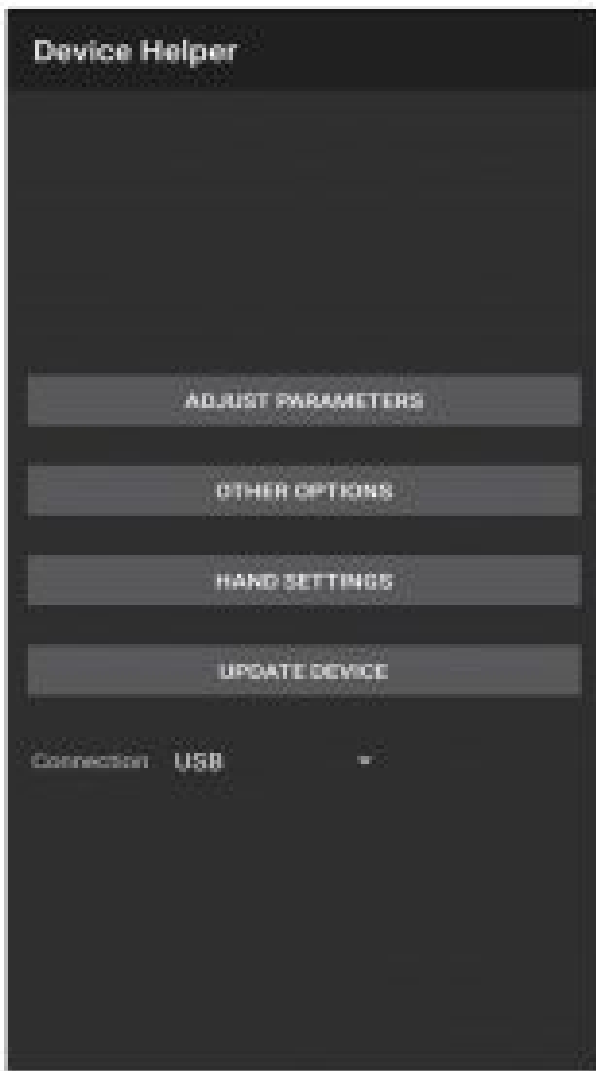 Device Helper
ADJUST PARAMETERS
OTHER OPTIONS
HAND SETTINGS
UPDATE DEVICE
Connection USB